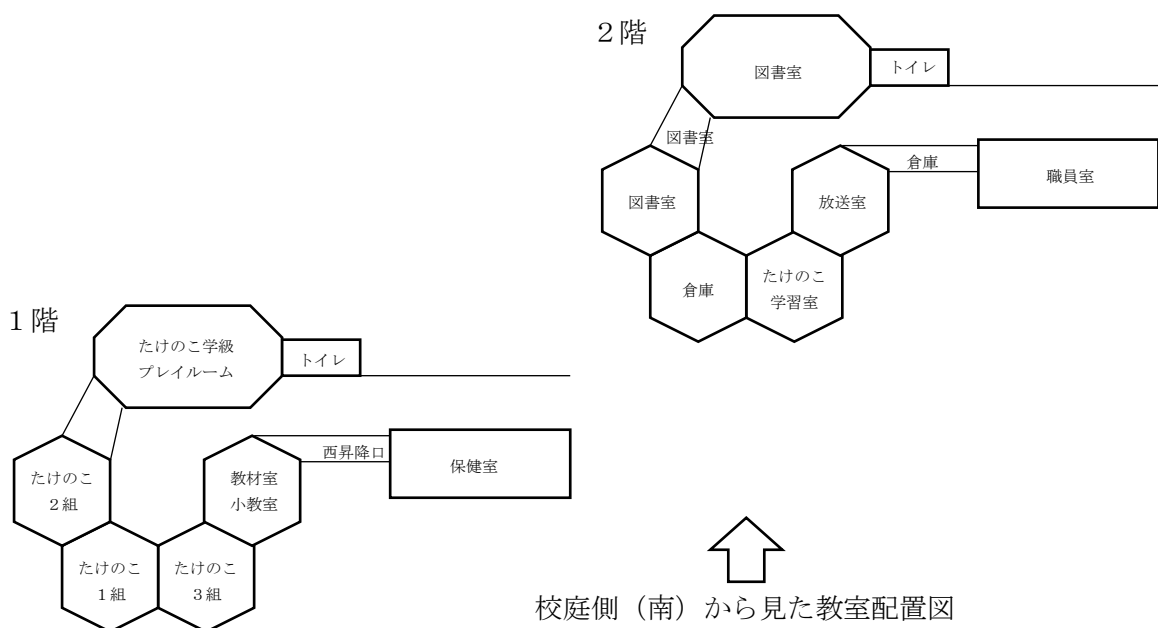 ２階
図書室
トイレ
図書室
倉庫
職員室
図書室
放送室
倉庫
たけのこ
学習室
１階
たけのこ学級
プレイルーム
トイレ
西昇降口
保健室
たけのこ
２組
教材室
小教室
たけのこ
１組
たけのこ
３組
校庭側（南）から見た教室配置図